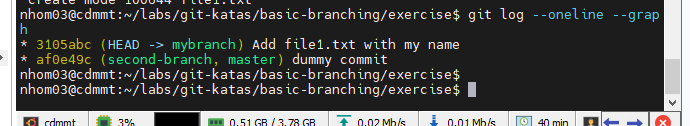 create mode 100644 file1.txt
nhom03@cdmmt:~/labs/git-katas/basic-branching/exercise$ git log --oneline --grap
h
* 3105abc (HEAD -> mybranch) Add file1.txt with my name
* af0e49c (second-branch, master) dummy commit
nhom03@cdmmt:~/labs/git-katas/basic-branching/exercise$
nhom03@cdmmt:~/labs/git-katas/basic-branching/exercise$
cdmmt 3% 0.51 GB / 3.78 GB 0.02 Mb/s 0.01 Mb/s 40 min